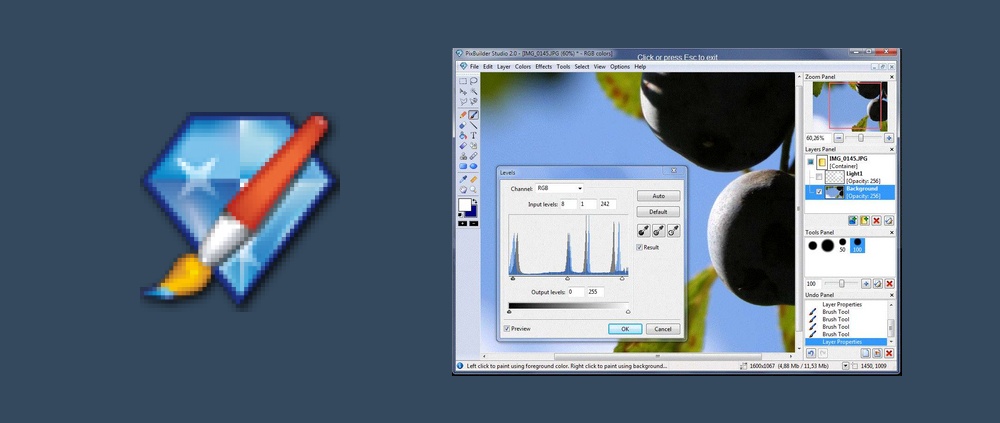 PixBuilder Studio 2.0 - [IMG_0145.JPG (60%) * - RGB colors]
Click or press Esc to exit
File Edit Layer Colors Effects Tools Select View Options Help
Zoom Panel
60,26%
Layers Panel
IMG_0145.JPG
[Container]
Light1
[Opacity: 256]
Background
[Opacity: 256]
Tools Panel
50
100
100
Undo Panel
Layer Properties
Brush Tool
Brush Tool
Brush Tool
Brush Tool
Layer Properties
Levels
Channel: RGB
Input levels: 8 1 242
Auto
Default
Result
Output levels: 0 255
Preview
OK
Cancel
Left click to paint using foreground color. Right click to paint using background...
1600x1067 (4,88 Mb / 11,53 Mb)
1450, 1009